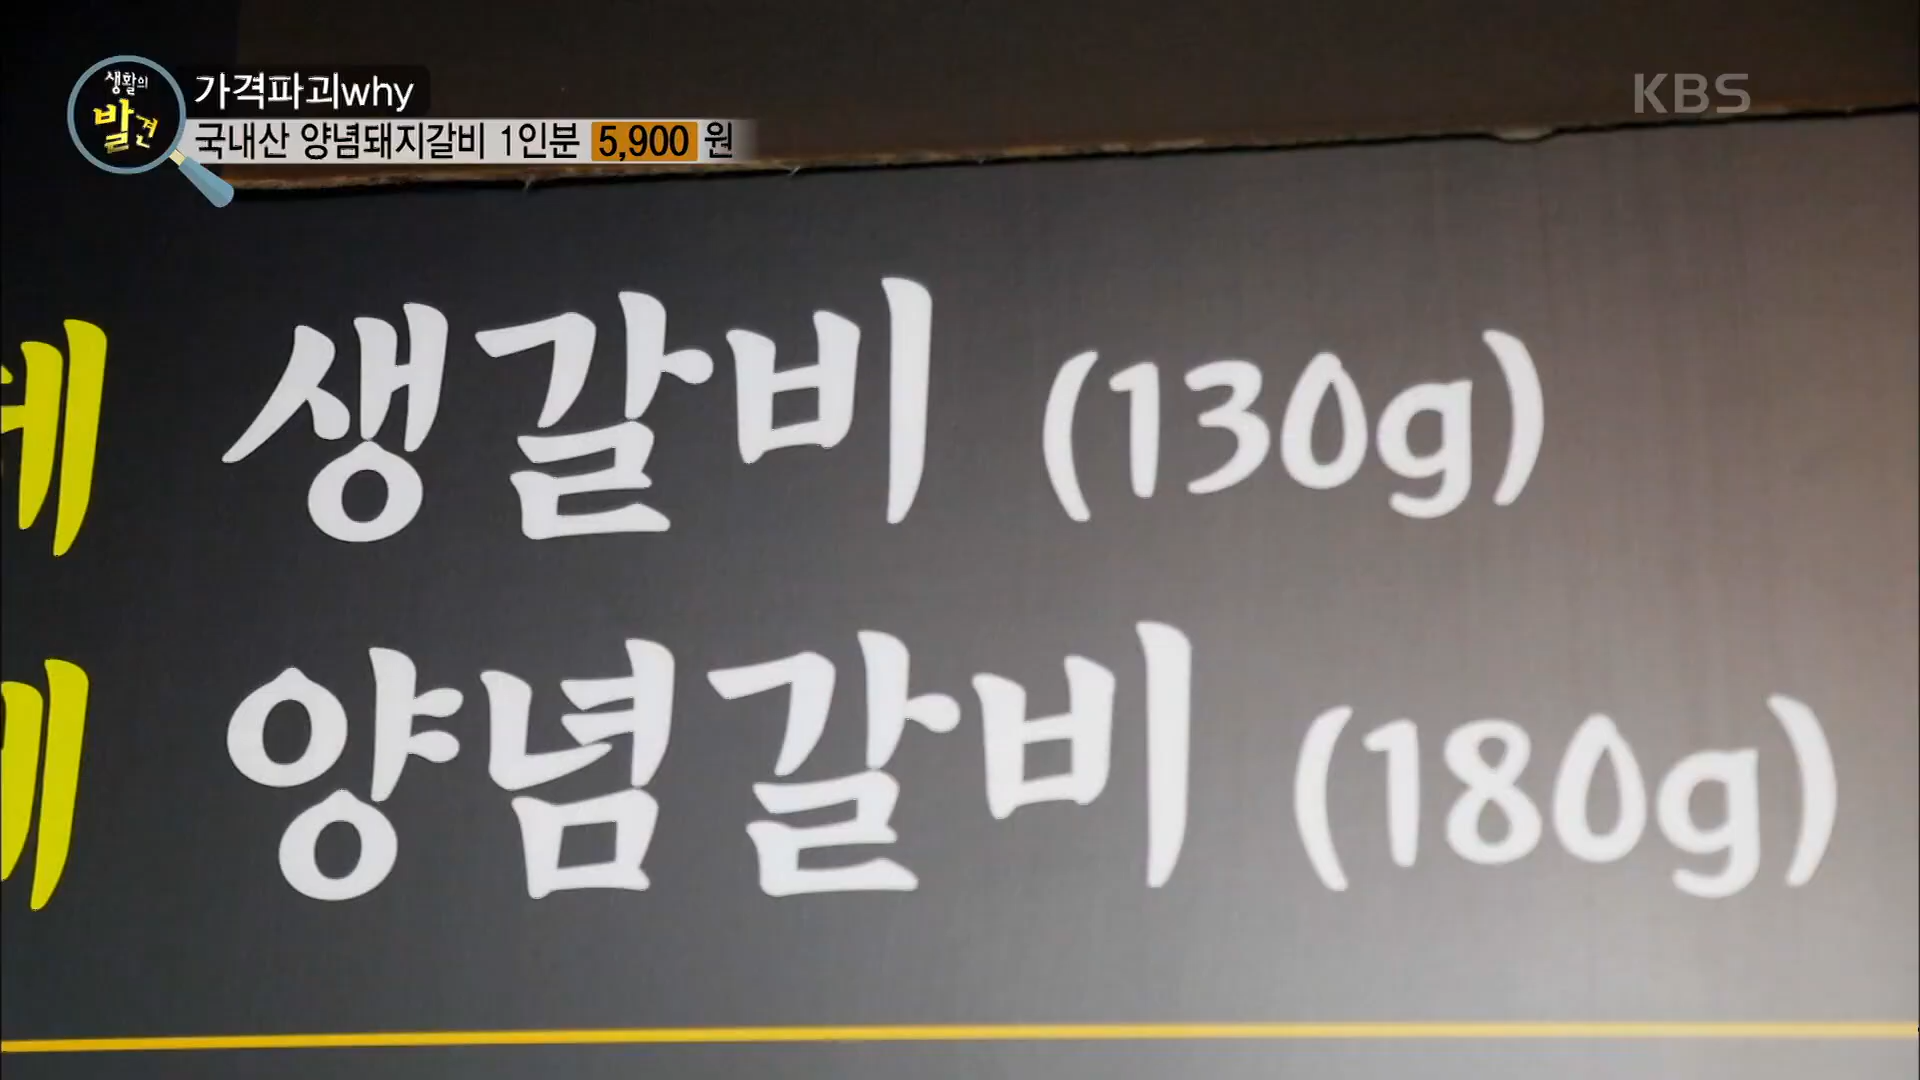 생활의
발견
가격파괴why
KBS
국내산 양념돼지갈비 1인분 5,900 원
생갈비 (130g)
양념갈비 (180g)